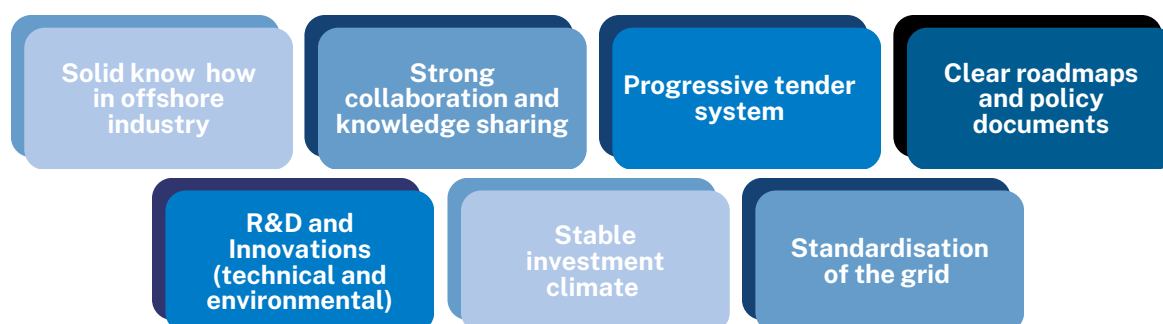 Solid know how
in offshore
industry
Strong
collaboration and
knowledge sharing
Progressive tender
system
Clear roadmaps
and policy
documents
R&D and
Innovations
(technical and
environmental)
Stable
investment
climate
Standardisation
of the grid